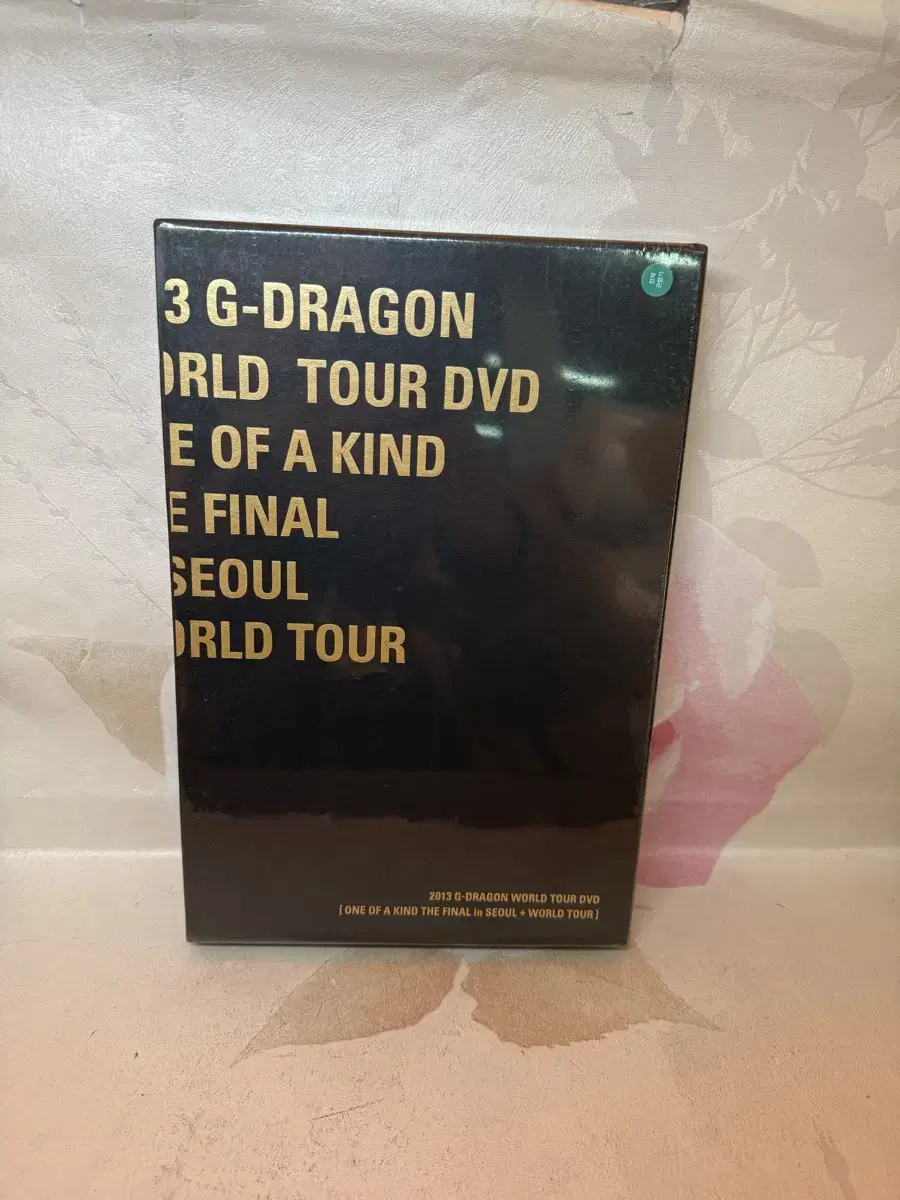 3 G-DRAGON
ORLD TOUR DVD
E OF A KIND
E FINAL
SEOUL
ORLD TOUR
2013 G-DRAGON WORLD TOUR DVD
[ ONE OF A KIND THE FINAL in SEOUL + WORLD TOUR ]